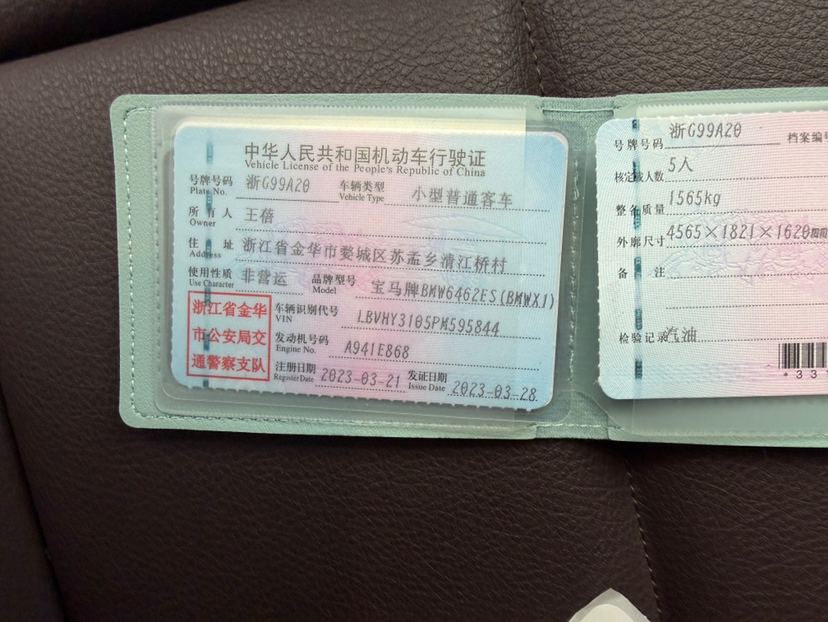 中华人民共和国机动车行驶证
Vehicle License of the People's Republic of China
号牌号码 浙G99A20 车辆类型 小型普通客车
Plate No. Vehicle Type
所有人 王蓓
Owner
住址 浙江省金华市婺城区苏孟乡清江桥村
Address
使用性质 非营运 品牌型号 宝马牌BMW6462ES(BMWX1)
Use Character Model
浙江省金华
市公安局交
通警察支队
车辆识别代号 LBVHY3105PM595844
VIN
发动机号码 A941E868
Engine No.
注册日期 2023-03-21 发证日期 2023-03-28
Register Date Issue Date
号牌号码 浙G99A20 档案编号
核定载人数 5人
整备质量 1565kg
外廓尺寸 4565×1821×1620mm
备注
检验记录 汽油
*33